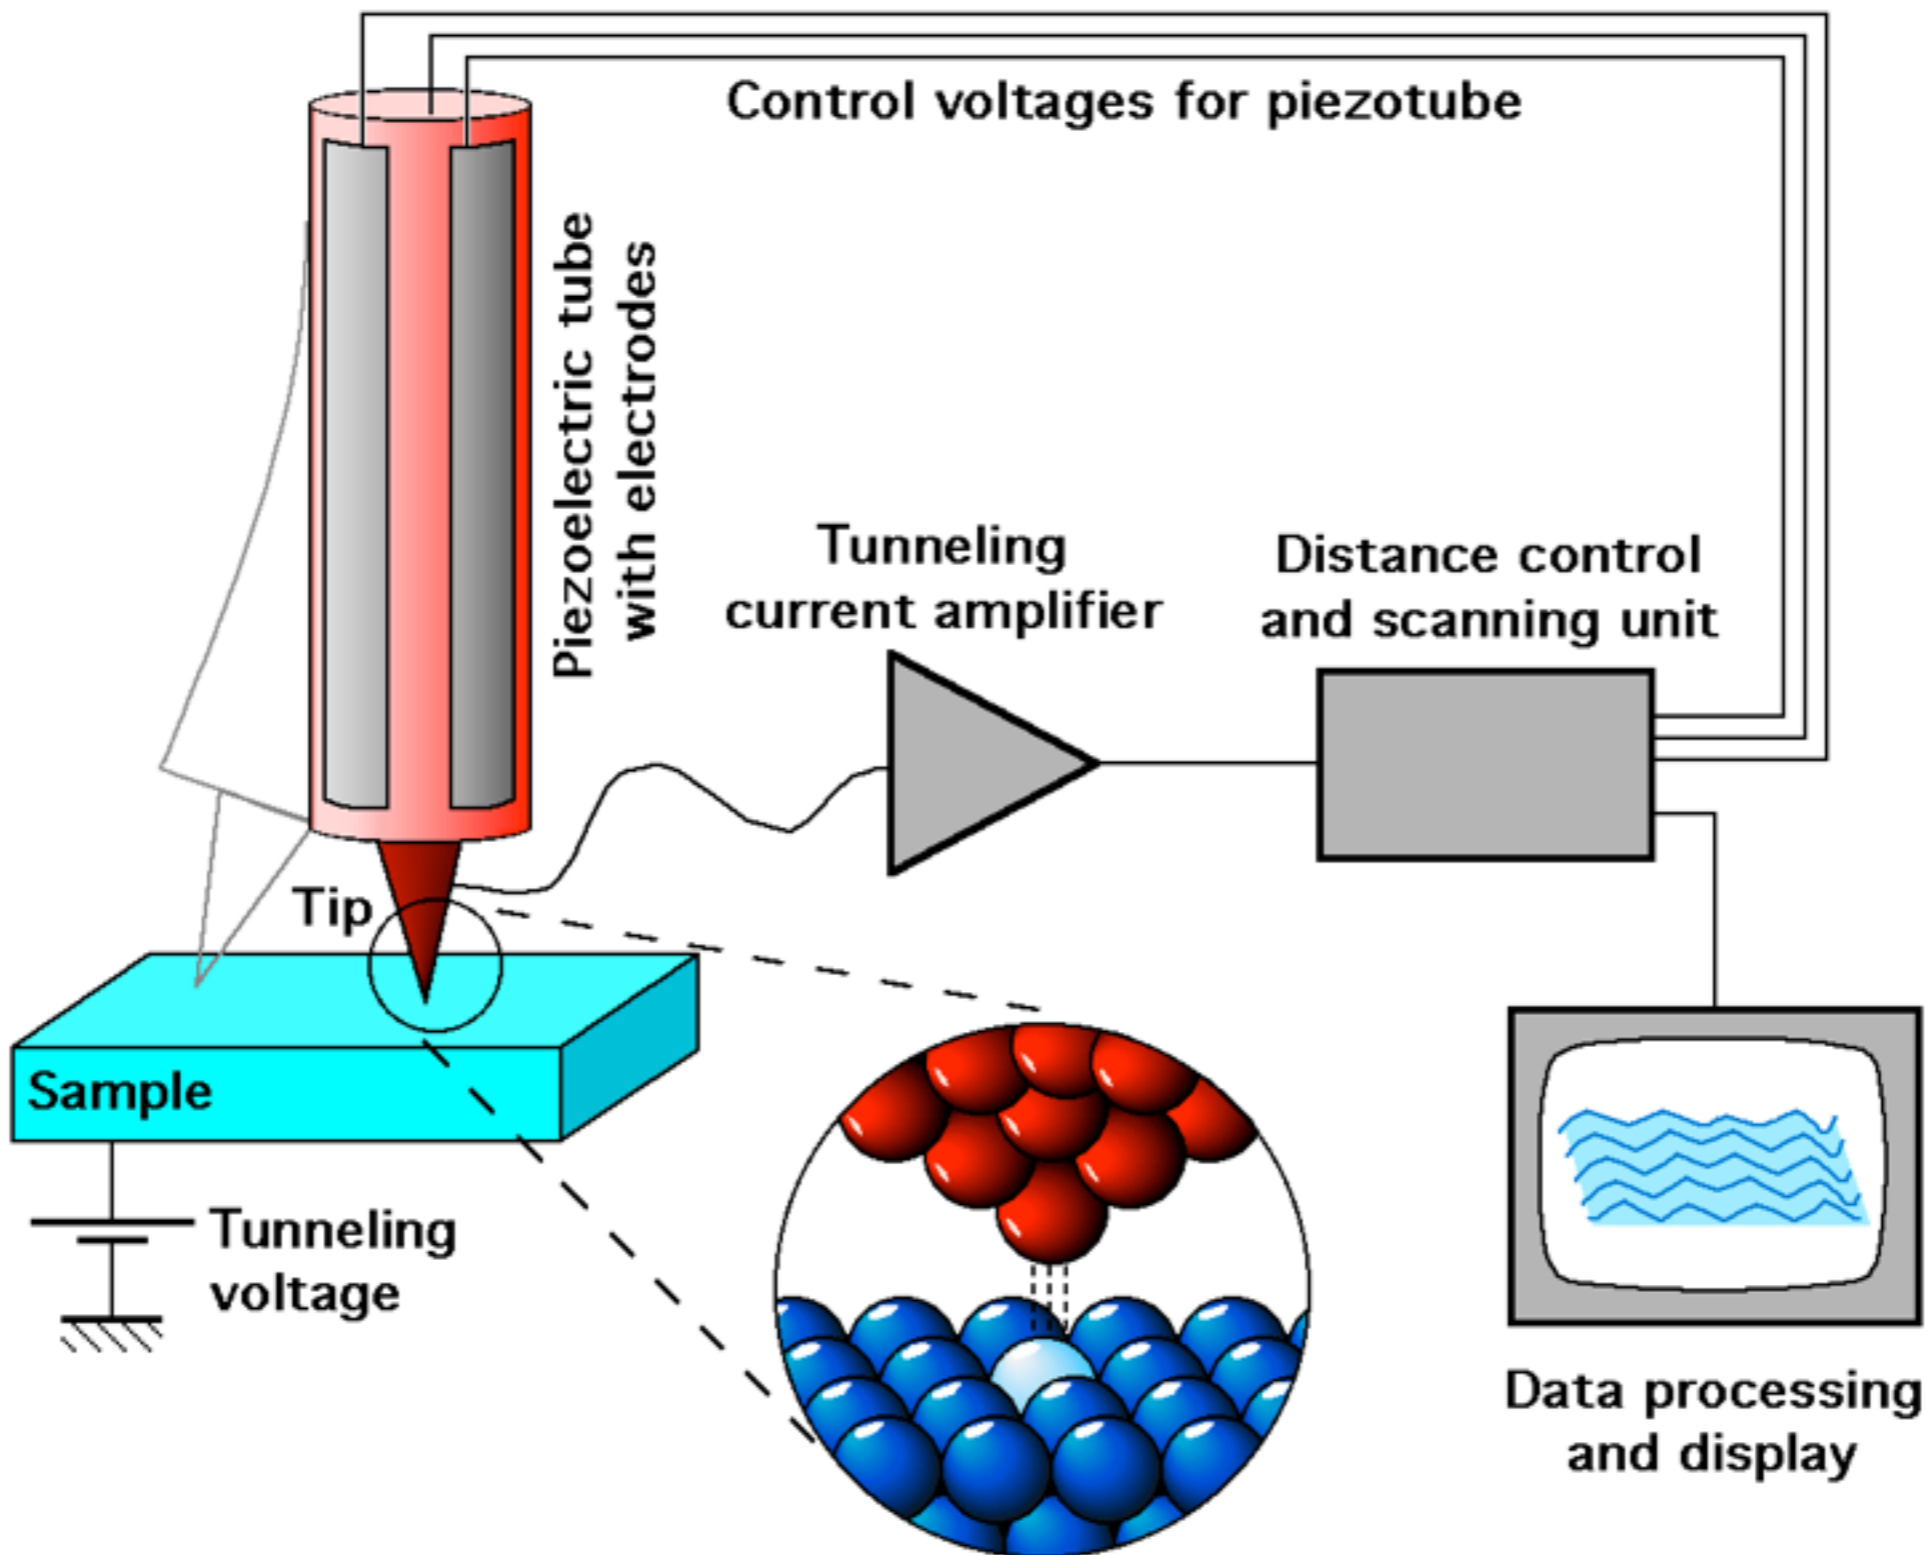 Control voltages for piezotube
Piezoelectric tube
with electrodes
Tunneling
current amplifier
Distance control
and scanning unit
Tip
Sample
Tunneling
voltage
Data processing
and display